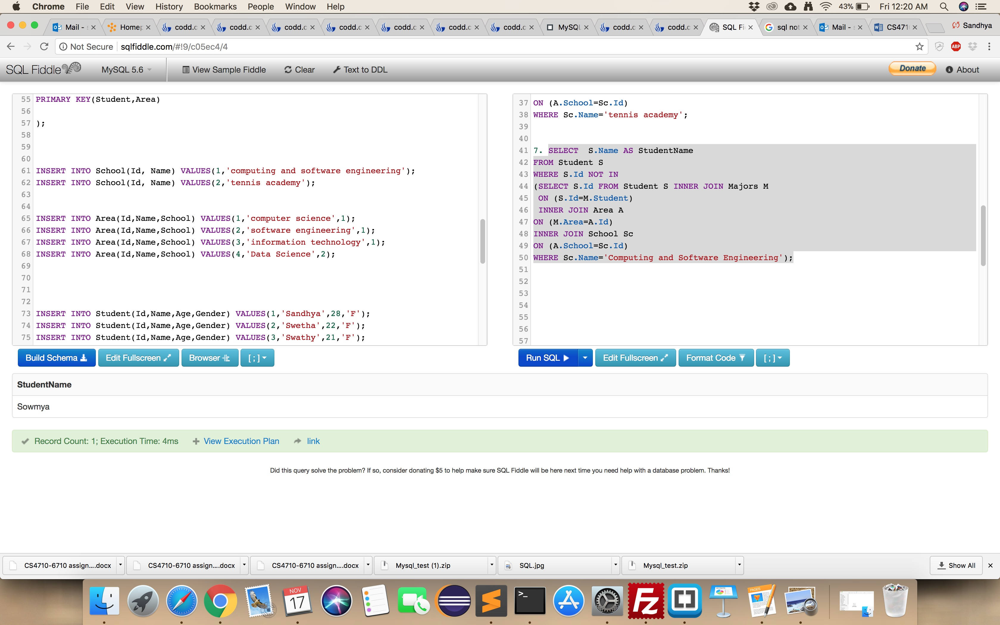 Chrome File Edit View History Bookmarks People Window Help 43% Fri 12:20 AM
Mail - Homep codd.c codd.c codd.c codd.c codd.c codd.c codd.c MySQL codd.c codd.c SQL Fi sql not Mail - CS471 Sandhya
Not Secure sqlfiddle.com/#!9/c05ec4/4 ABP
SQL Fiddle MySQL 5.6 View Sample Fiddle Clear Text to DDL Donate About
55 PRIMARY KEY(Student,Area)
56
57 );
58
59
60
61 INSERT INTO School(Id, Name) VALUES(1,'computing and software engineering');
62 INSERT INTO School(Id, Name) VALUES(2,'tennis academy');
63
64
65 INSERT INTO Area(Id,Name,School) VALUES(1,'computer science',1);
66 INSERT INTO Area(Id,Name,School) VALUES(2,'software engineering',1);
67 INSERT INTO Area(Id,Name,School) VALUES(3,'information technology',1);
68 INSERT INTO Area(Id,Name,School) VALUES(4,'Data Science',2);
69
70
71
72
73 INSERT INTO Student(Id,Name,Age,Gender) VALUES(1,'Sandhya',28,'F');
74 INSERT INTO Student(Id,Name,Age,Gender) VALUES(2,'Swetha',22,'F');
75 INSERT INTO Student(Id,Name,Age,Gender) VALUES(3,'Swathy',21,'F');
37 ON (A.School=Sc.Id)
38 WHERE Sc.Name='tennis academy';
39
40
41 7. SELECT  S.Name AS StudentName
42 FROM Student S
43 WHERE S.Id NOT IN
44 (SELECT S.Id FROM Student S INNER JOIN Majors M
45  ON (S.Id=M.Student)
46  INNER JOIN Area A
47 ON (M.Area=A.Id)
48 INNER JOIN School Sc
49 ON (A.School=Sc.Id)
50 WHERE Sc.Name='Computing and Software Engineering');
51
52
53
54
55
56
57
Build Schema Edit Fullscreen Browser [ ; ]
Run SQL Edit Fullscreen Format Code [ ; ]
StudentName
Sowmya
Record Count: 1; Execution Time: 4ms View Execution Plan link
Did this query solve the problem? If so, consider donating $5 to help make sure SQL Fiddle will be here next time you need help with a database problem. Thanks!
CS4710-6710 assign....docx CS4710-6710 assign....docx CS4710-6710 assign....docx Mysql_test (1).zip SQL.jpg Mysql_test.zip Show All
NOV
17
>_
Fz
KEYNOTE
PAGES